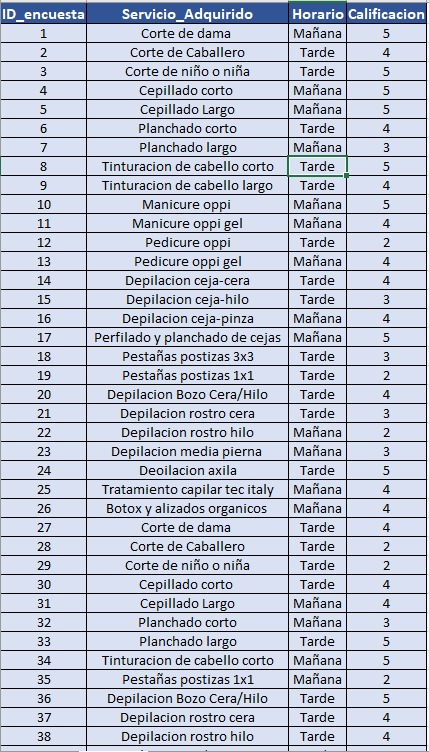 ID_encuesta Servicio_Adquirido Horario Calificacion
1 Corte de dama Mañana 5
2 Corte de Caballero Tarde 4
3 Corte de niño o niña Tarde 5
4 Cepillado corto Mañana 5
5 Cepillado Largo Mañana 5
6 Planchado corto Tarde 4
7 Planchado largo Mañana 3
8 Tinturacion de cabello corto Tarde 5
9 Tinturacion de cabello largo Tarde 4
10 Manicure oppi Mañana 5
11 Manicure oppi gel Mañana 4
12 Pedicure oppi Tarde 2
13 Pedicure oppi gel Mañana 4
14 Depilacion ceja-cera Tarde 4
15 Depilacion ceja-hilo Tarde 3
16 Depilacion ceja-pinza Mañana 4
17 Perfilado y planchado de cejas Mañana 5
18 Pestañas postizas 3x3 Tarde 3
19 Pestañas postizas 1x1 Tarde 2
20 Depilacion Bozo Cera/Hilo Tarde 4
21 Depilacion rostro cera Tarde 3
22 Depilacion rostro hilo Mañana 2
23 Depilacion media pierna Mañana 3
24 Deoilacion axila Tarde 5
25 Tratamiento capilar tec italy Mañana 4
26 Botox y alizados organicos Mañana 4
27 Corte de dama Tarde 4
28 Corte de Caballero Tarde 2
29 Corte de niño o niña Tarde 2
30 Cepillado corto Tarde 4
31 Cepillado Largo Mañana 4
32 Planchado corto Mañana 3
33 Planchado largo Tarde 5
34 Tinturacion de cabello corto Mañana 5
35 Pestañas postizas 1x1 Mañana 2
36 Depilacion Bozo Cera/Hilo Tarde 5
37 Depilacion rostro cera Tarde 4
38 Depilacion rostro hilo Tarde 4